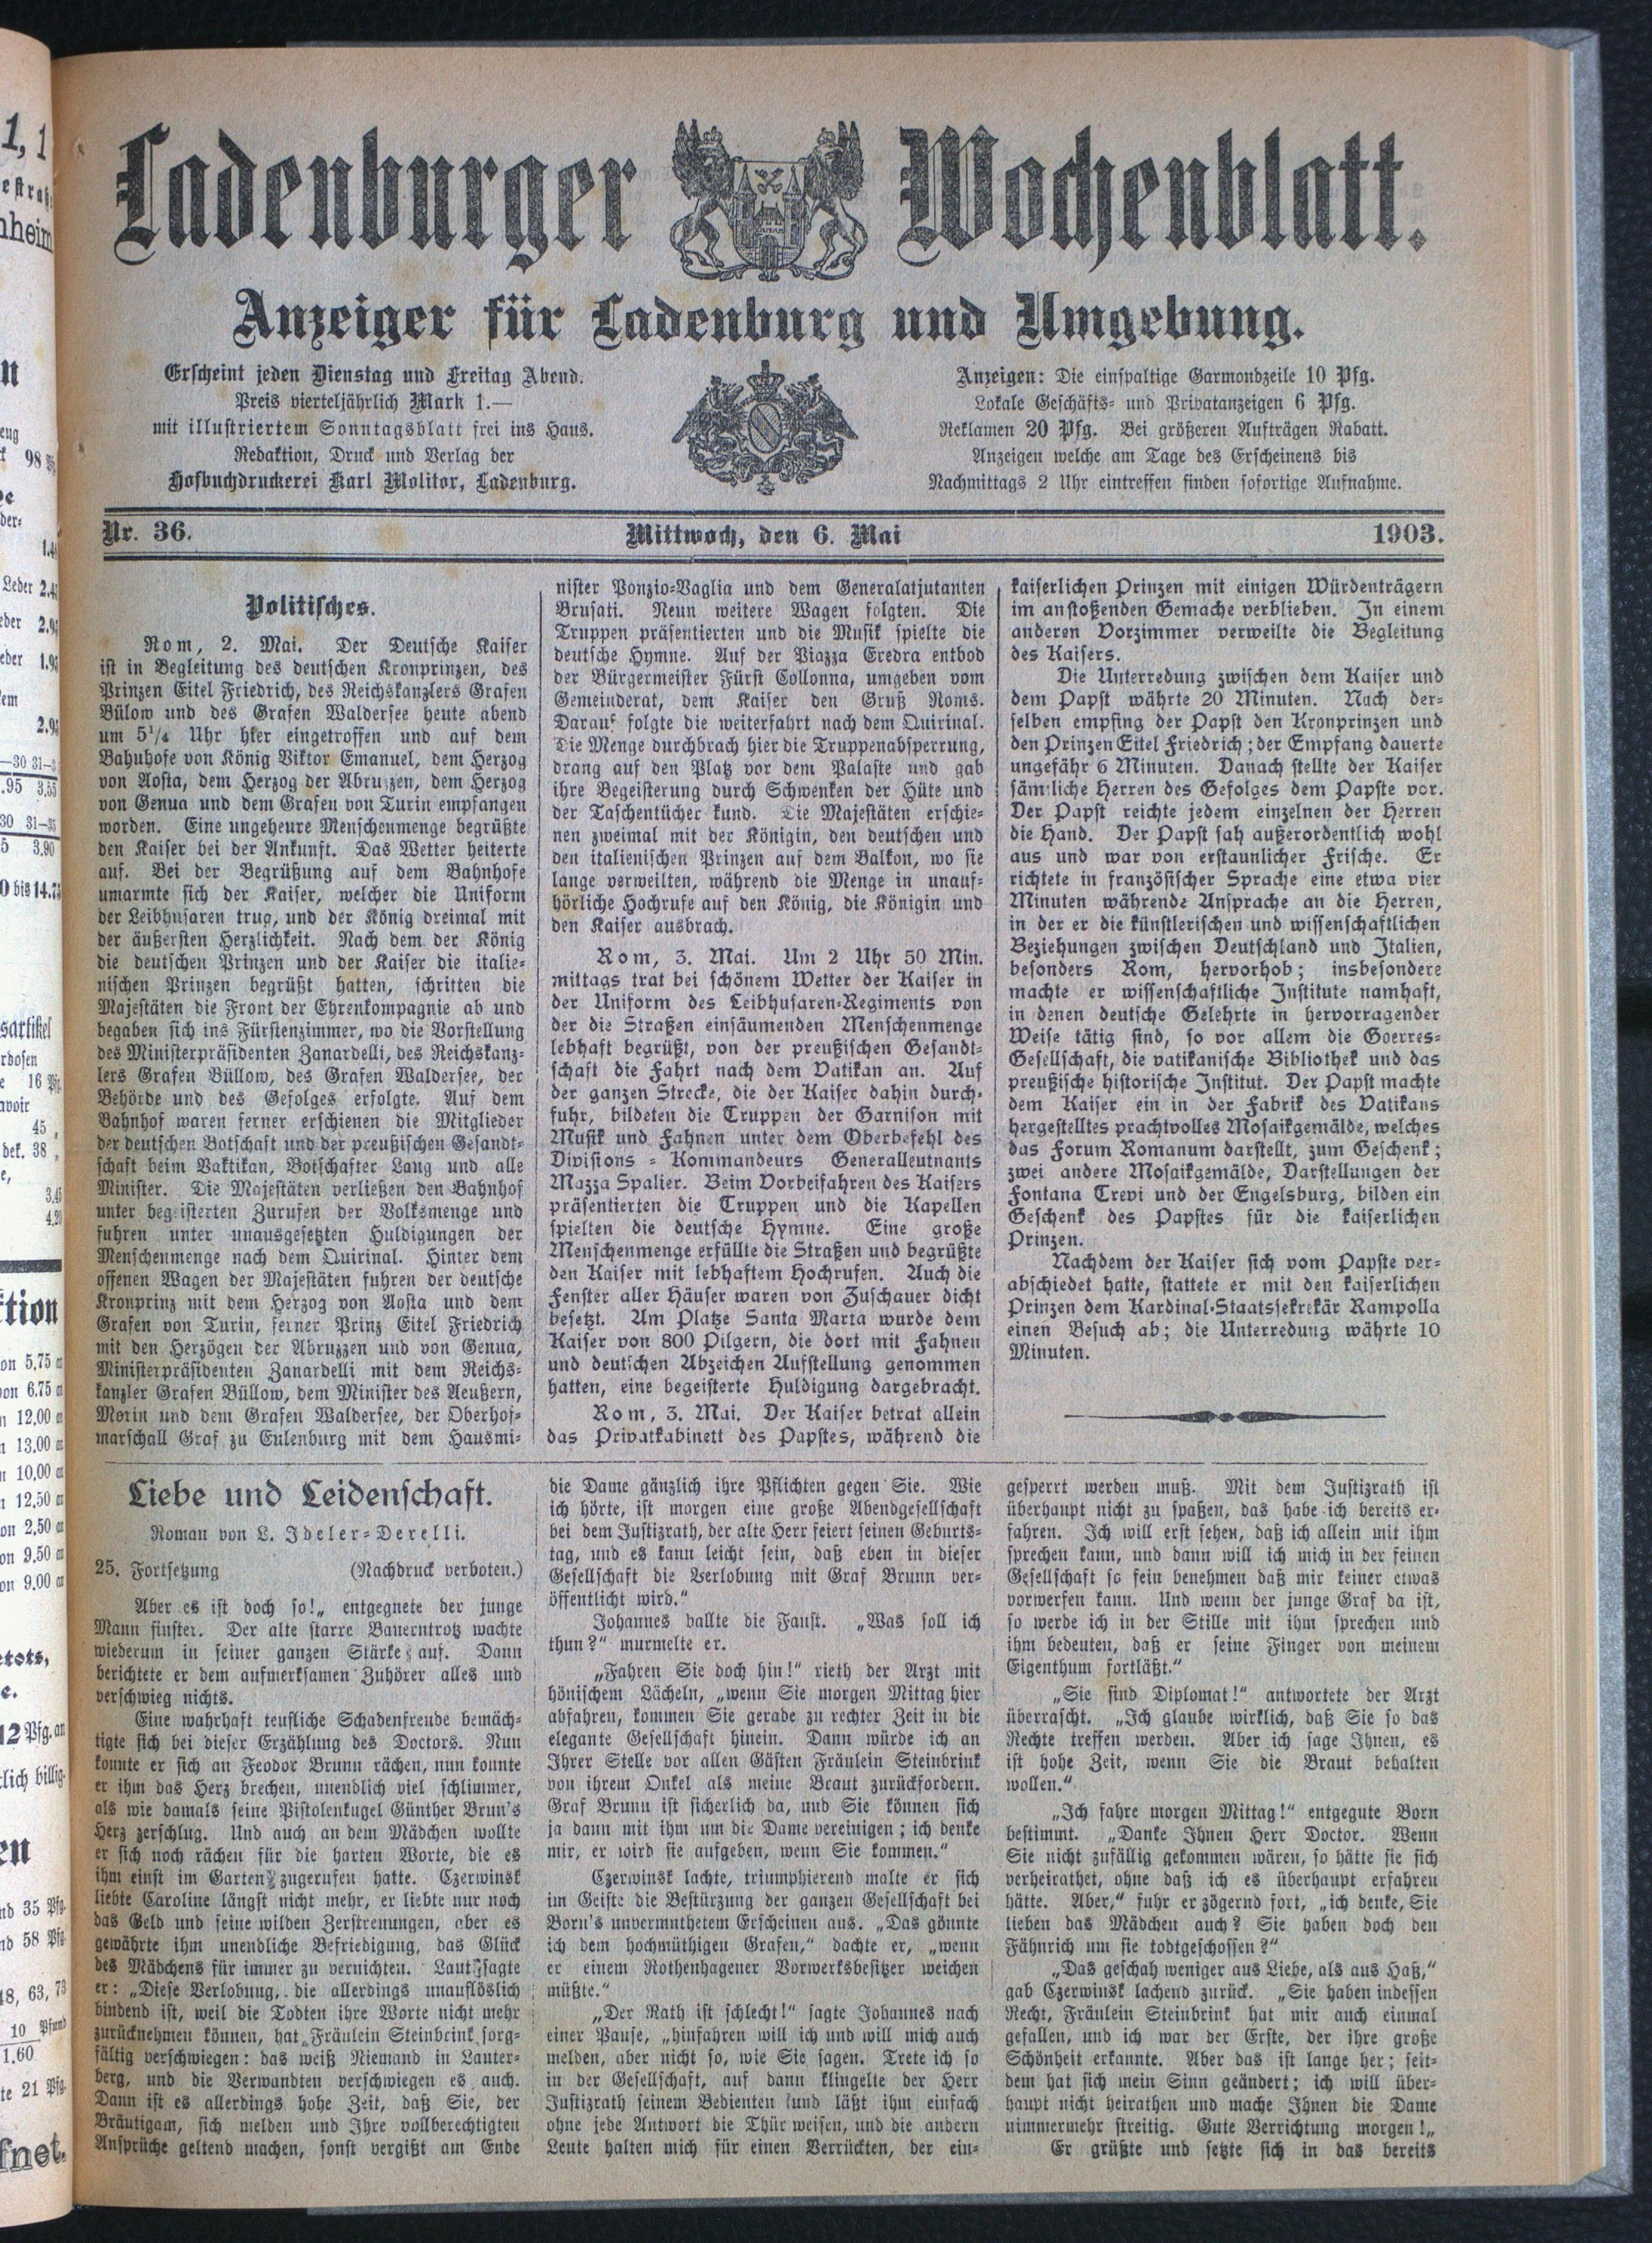 Ladenburger Wochenblatt.
Anzeiger für Ladenburg und Umgebung.
Erscheint jeden Dienstag und Freitag Abend.
Preis vierteljährlich Mark 1.—
mit illustriertem Sonntagsblatt frei ins Haus.
Redaktion, Druck und Verlag der
Hofbuchdruckerei Karl Molitor, Ladenburg.
Anzeigen: Die einspaltige Garmondzeile 10 Pfg.
Lokale Geschäfts- und Privatanzeigen 6 Pfg.
Reklamen 20 Pfg. Bei größeren Aufträgen Rabatt.
Anzeigen welche am Tage des Erscheinens bis
Nachmittags 2 Uhr eintreffen finden sofortige Aufnahme.
Nr. 36. Mittwoch, den 6. Mai 1903.
Politisches.
Rom, 2. Mai. Der Deutsche Kaiser
ist in Begleitung des deutschen Kronprinzen, des
Prinzen Eitel Friedrich, des Reichskanzlers Grafen
Bülow und des Grafen Waldersee heute abend
um 5¼ Uhr hier eingetroffen und auf dem
Bahuhofe von König Viktor Emanuel, dem Herzog
von Aosta, dem Herzog der Abruzzen, dem Herzog
von Genua und dem Grafen von Turin empfangen
worden. Eine ungeheure Menschenmenge begrüßte
den Kaiser bei der Ankunft. Das Wetter heiterte
auf. Bei der Begrüßung auf dem Bahnhofe
umarmte sich der Kaiser, welcher die Uniform
der Leibhusaren trug, und der König dreimal mit
der äußersten Herzlichkeit. Nach dem der König
die deutschen Prinzen und der Kaiser die italie-
nischen Prinzen begrüßt hatten, schritten die
Majestäten die Front der Ehrenkompagnie ab und
begaben sich ins Fürstenzimmer, wo die Vorstellung
des Ministerpräsidenten Zanardelli, des Reichskanz-
lers Grafen Büllow, des Grafen Waldersee, der
Behörde und des Gefolges erfolgte. Auf dem
Bahnhof waren ferner erschienen die Mitglieder
der deutschen Botschaft und der preußischen Gesandt-
schaft beim Vaktikan, Botschafter Lang und alle
Minister. Die Majestäten verließen den Bahnhof
unter begeisterten Zurufen der Volksmenge und
fuhren unter unausgesetzten Huldigungen der
Menschenmenge nach dem Quirinal. Hinter dem
offenen Wagen der Majestäten fuhren der deutsche
Kronprinz mit dem Herzog von Aosta und dem
Grafen von Turin, ferner Prinz Eitel Friedrich
mit den Herzögen der Abruzzen und von Genua,
Ministerpräsidenten Zanardelli mit dem Reichs-
kanzler Grafen Büllow, dem Minister des Aeußern,
Morin und dem Grafen Waldersee, der Oberhof-
marschall Graf zu Eulenburg mit dem Hausmi-
nister Ponzio-Vaglia und dem Generalatjutanten
Brusati. Neun weitere Wagen folgten. Die
Truppen präsentierten und die Musik spielte die
deutsche Hymne. Auf der Piazza Eredra entbod
der Bürgermeister Fürst Collonna, umgeben vom
Gemeinderat, dem Kaiser den Gruß Roms.
Darauf folgte die weiterfahrt nach dem Quirinal.
Die Menge durchbrach hier die Truppenabsperrung,
drang auf den Platz vor dem Palaste und gab
ihre Begeisterung durch Schwenken der Hüte und
der Taschentücher kund. Die Majestäten erschie-
nen zweimal mit der Königin, den deutschen und
den italienischen Prinzen auf dem Balkon, wo sie
lange verweilten, während die Menge in unauf-
hörliche Hochrufe auf den König, die Königin und
den Kaiser ausbrach.
Rom, 3. Mai. Um 2 Uhr 50 Min.
mittags trat bei schönem Wetter der Kaiser in
der Uniform des Leibhusaren-Regiments von
der die Straßen einsäumenden Menschenmenge
lebhaft begrüßt, von der preußischen Gesandt-
schaft die Fahrt nach dem Vatikan an. Auf
der ganzen Strecke, die der Kaiser dahin durch-
fuhr, bildeten die Truppen der Garnison mit
Musik und Fahnen unter dem Oberbefehl des
Divisions - Kommandeurs Generalleutnants
Mazza Spalier. Beim Vorbeifahren des Kaisers
präsentierten die Truppen und die Kapellen
spielten die deutsche Hymne. Eine große
Menschenmenge erfüllte die Straßen und begrüßte
den Kaiser mit lebhaftem Hochrufen. Auch die
Fenster aller Häuser waren von Zuschauer dicht
besetzt. Am Platze Santa Marta wurde dem
Kaiser von 800 Pilgern, die dort mit Fahnen
und deutschen Abzeichen Aufstellung genommen
hatten, eine begeisterte Huldigung dargebracht.
Rom, 3. Mai. Der Kaiser betrat allein
das Privatkabinett des Papstes, während die
kaiserlichen Prinzen mit einigen Würdenträgern
im anstoßenden Gemache verblieben. In einem
anderen Vorzimmer verweilte die Begleitung
des Kaisers.
Die Unterredung zwischen dem Kaiser und
dem Papst währte 20 Minuten. Nach der-
selben empfing der Papst den Kronprinzen und
den Prinzen Eitel Friedrich; der Empfang dauerte
ungefähr 6 Minuten. Danach stellte der Kaiser
sämtliche Herren des Gefolges dem Papste vor.
Der Papst reichte jedem einzelnen der Herren
die Hand. Der Papst sah außerordentlich wohl
aus und war von erstaunlicher Frische. Er
richtete in französischer Sprache eine etwa vier
Minuten währende Ansprache an die Herren,
in der er die künstlerischen und wissenschaftlichen
Beziehungen zwischen Deutschland und Italien,
besonders Rom, hervorhob; insbesondere
machte er wissenschaftliche Institute namhaft,
in denen deutsche Gelehrte in hervorragender
Weise tätig sind, so vor allem die Goerres-
Gesellschaft, die vatikanische Bibliothek und das
preußische historische Institut. Der Papst machte
dem Kaiser ein in der Fabrik des Vatikans
hergestelltes prachtvolles Mosaikgemälde, welches
das Forum Romanum darstellt, zum Geschenk;
zwei andere Mosaikgemälde, Darstellungen der
Fontana Trevi und der Engelsburg, bilden ein
Geschenk des Papstes für die kaiserlichen
Prinzen.
Nachdem der Kaiser sich vom Papste ver-
abschiedet hatte, stattete er mit den kaiserlichen
Prinzen dem Kardinal-Staatssekretär Rampolla
einen Besuch ab; die Unterredung währte 10
Minuten.
Liebe und Leidenschaft.
Roman von L. Ideler-Derelli.
25. Fortsetzung (Nachdruck verboten.)
Aber es ist doch so!„ entgegnete der junge
Mann finster. Der alte starre Bauerntrotz wachte
wiederum in seiner ganzen Stärke auf. Dann
berichtete er dem aufmerksamen Zuhörer alles und
verschwieg nichts.
Eine wahrhaft teufliche Schadenfreude bemäch-
tigte sich bei dieser Erzählung des Doctors. Nun
konnte er sich an Feodor Brunn rächen, nun konnte
er ihm das Herz brechen, unendlich viel schlimmer,
als wie damals seine Pistolenkugel Günther Brun's
Herz zerschlug. Und auch an dem Mädchen wollte
er sich noch rächen für die harten Worte, die es
ihm einst im Garten zugerufen hatte. Czerwinsk
liebte Caroline längst nicht mehr, er liebte nur noch
das Geld und seine wilden Zerstreuungen, aber es
gewährte ihm unendliche Befriedigung, das Glück
des Mädchens für immer zu vernichten. Laut sagte
er: „Diese Verlobung, die allerdings unauflöslich
bindend ist, weil die Todten ihre Worte nicht mehr
zurücknehmen können, hat Fräulein Steinbrink sorg-
fältig verschwiegen: das weiß Niemand in Lauter-
berg, und die Verwandten verschwiegen es auch.
Dann ist es allerdings hohe Zeit, daß Sie, der
Bräutigam, sich melden und Ihre vollberechtigten
Ansprüche geltend machen, sonst vergißt am Ende
die Dame gänzlich ihre Pflichten gegen Sie. Wie
ich hörte, ist morgen eine große Abendgesellschaft
bei dem Justizrath, der alte Herr feiert seinen Geburts-
tag, und es kann leicht sein, daß eben in dieser
Gesellschaft die Verlobung mit Graf Brunn ver-
öffentlicht wird.“
Johannes ballte die Faust. „Was soll ich
thun?“ murmelte er.
„Fahren Sie doch hin!“ rieth der Arzt mit
hönischem Lächeln, „wenn Sie morgen Mittag hier
abfahren, kommen Sie gerade zu rechter Zeit in die
elegante Gesellschaft hinein. Dann würde ich an
Ihrer Stelle vor allen Gästen Fräulein Steinbrink
von ihrem Onkel als meine Braut zurückfordern.
Graf Brunn ist sicherlich da, und Sie können sich
ja dann mit ihm um die Dame vereinigen; ich denke
mir, er wird sie aufgeben, wenn Sie kommen.“
Czerwinsk lachte, triumphierend malte er sich
im Geiste die Bestürzung der ganzen Gesellschaft bei
Born's unvermuthetem Erscheinen aus. „Das gönnte
ich dem hochmüthigen Grafen,“ dachte er, „wenn
er einem Rothenhagener Vorwerksbesitzer weichen
müßte.“
„Der Rath ist schlecht!“ sagte Johannes nach
einer Pause, „hinfahren will ich und will mich auch
melden, aber nicht so, wie Sie sagen. Trete ich so
in der Gesellschaft, auf dann klingelte der Herr
Justizrath seinem Bedienten und läßt ihm einfach
ohne jede Antwort die Thür weisen, und die andern
Leute halten mich für einen Verrückten, der ein-
gesperrt werden muß. Mit dem Justizrath ist
überhaupt nicht zu spaßen, das habe ich bereits er-
fahren. Ich will erst sehen, daß ich allein mit ihm
sprechen kann, und dann will ich mich in der feinen
Gesellschaft so fein benehmen daß mir keiner etwas
vorwerfen kann. Und wenn der junge Graf da ist,
so werde ich in der Stille mit ihm sprechen und
ihm bedeuten, daß er seine Finger von meinem
Eigenthum fortläßt.“
„Sie sind Diplomat!“ antwortete der Arzt
überrascht. „Ich glaube wirklich, daß Sie so das
Rechte treffen werden. Aber ich sage Ihnen, es
ist hohe Zeit, wenn Sie die Braut behalten
wollen.“
„Ich fahre morgen Mittag!“ entgegute Born
bestimmt. „Danke Ihnen Herr Doctor. Wenn
Sie nicht zufällig gekommen wären, so hätte sie sich
verheirathet, ohne daß ich es überhaupt erfahren
hätte. Aber,“ fuhr er zögernd fort, „ich denke, Sie
lieben das Mädchen auch? Sie haben doch den
Fähnrich um sie todtgeschossen?“
„Das geschah weniger aus Liebe, als aus Haß,“
gab Czerwinsk lachend zurück. „Sie haben indessen
Recht, Fräulein Steinbrink hat mir auch einmal
gefallen, und ich war der Erste, der ihre große
Schönheit erkannte. Aber das ist lange her; seit-
dem hat sich mein Sinn geändert; ich will über-
haupt nicht heirathen und mache Ihnen die Dame
nimmermehr streitig. Gute Verrichtung morgen!„
Er grüßte und setzte sich in das bereits